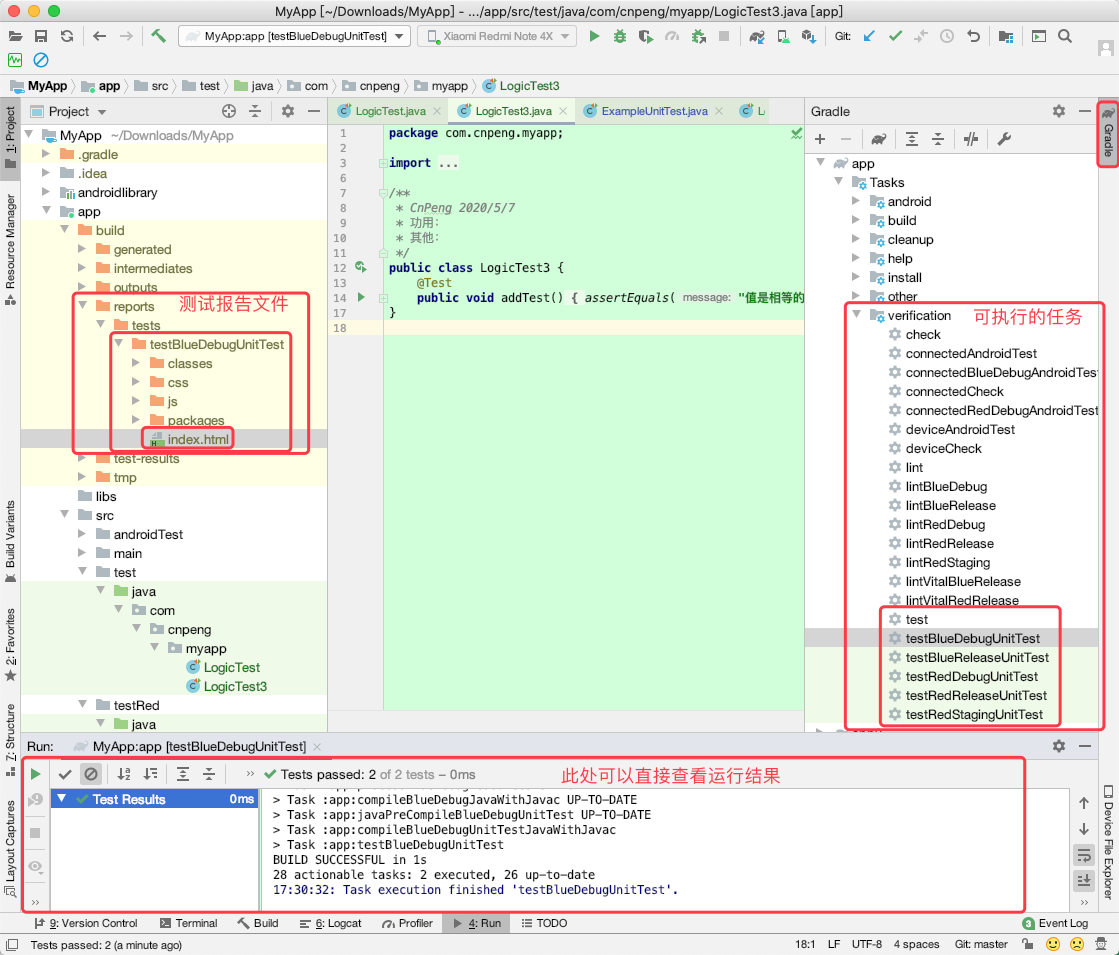 MyApp [~/Downloads/MyApp] - .../app/src/test/java/com/cnpeng/myapp/LogicTest3.java [app]
MyApp:app [testBlueDebugUnitTest]
Xiaomi Redmi Note 4X
Git:
MyApp
app
src
test
java
com
cnpeng
myapp
LogicTest3
1: Project
Resource Manager
Build Variants
2: Favorites
Z: Structure
Layout Captures
Project
MyApp ~/Downloads/MyApp
.gradle
.idea
androidlibrary
app
build
generated
intermediates
outputs
reports
测试报告文件
tests
testBlueDebugUnitTest
classes
css
js
packages
index.html
test-results
tmp
libs
src
androidTest
main
test
java
com
cnpeng
myapp
LogicTest
LogicTest3
testRed
java
LogicTest.java
LogicTest3.java
ExampleUnitTest.java
1 package com.cnpeng.myapp;
2
3 import ...
6
7 /**
8 * CnPeng 2020/5/7
9 * 功用:
10 * 其他:
11 */
12 public class LogicTest3 {
13 @Test
14 public void addTest() { assertEquals( message: "值是相等的
17 }
18
Gradle
Gradle
app
Tasks
android
build
cleanup
help
install
other
verification
可执行的任务
check
connectedAndroidTest
connectedBlueDebugAndroidTes
connectedCheck
connectedRedDebugAndroidTest
deviceAndroidTest
deviceCheck
lint
lintBlueDebug
lintBlueRelease
lintRedDebug
lintRedRelease
lintRedStaging
lintVitalBlueRelease
lintVitalRedRelease
test
testBlueDebugUnitTest
testBlueReleaseUnitTest
testRedDebugUnitTest
testRedReleaseUnitTest
testRedStagingUnitTest
Device File Explorer
Run:
MyApp:app [testBlueDebugUnitTest]
Tests passed: 2 of 2 tests – 0ms
此处可以直接查看运行结果
Test Results 0ms
> Task :app:compileBlueDebugJavaWithJavac UP-TO-DATE
> Task :app:javaPreCompileBlueDebugUnitTest UP-TO-DATE
> Task :app:compileBlueDebugUnitTestJavaWithJavac
> Task :app:testBlueDebugUnitTest
BUILD SUCCESSFUL in 1s
28 actionable tasks: 2 executed, 26 up-to-date
17:30:32: Task execution finished 'testBlueDebugUnitTest'.
9: Version Control
Terminal
Build
6: Logcat
Profiler
4: Run
TODO
3 Event Log
Tests passed: 2 (a minute ago)
18:1
LF
UTF-8
4 spaces
Git: master